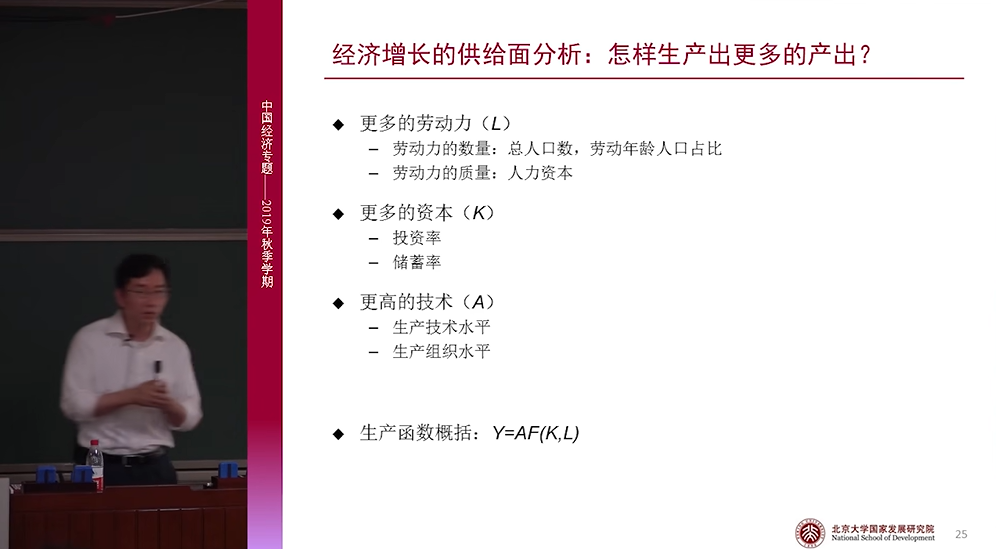 中国经济专题——2019年秋季学期
经济增长的供给面分析：怎样生产出更多的产出？
◆ 更多的劳动力（L）
– 劳动力的数量：总人口数，劳动年龄人口占比
– 劳动力的质量：人力资本
◆ 更多的资本（K）
– 投资率
– 储蓄率
◆ 更高的技术（A）
– 生产技术水平
– 生产组织水平
◆ 生产函数概括：Y=AF(K,L)
北京大学国家发展研究院
National School of Development
25